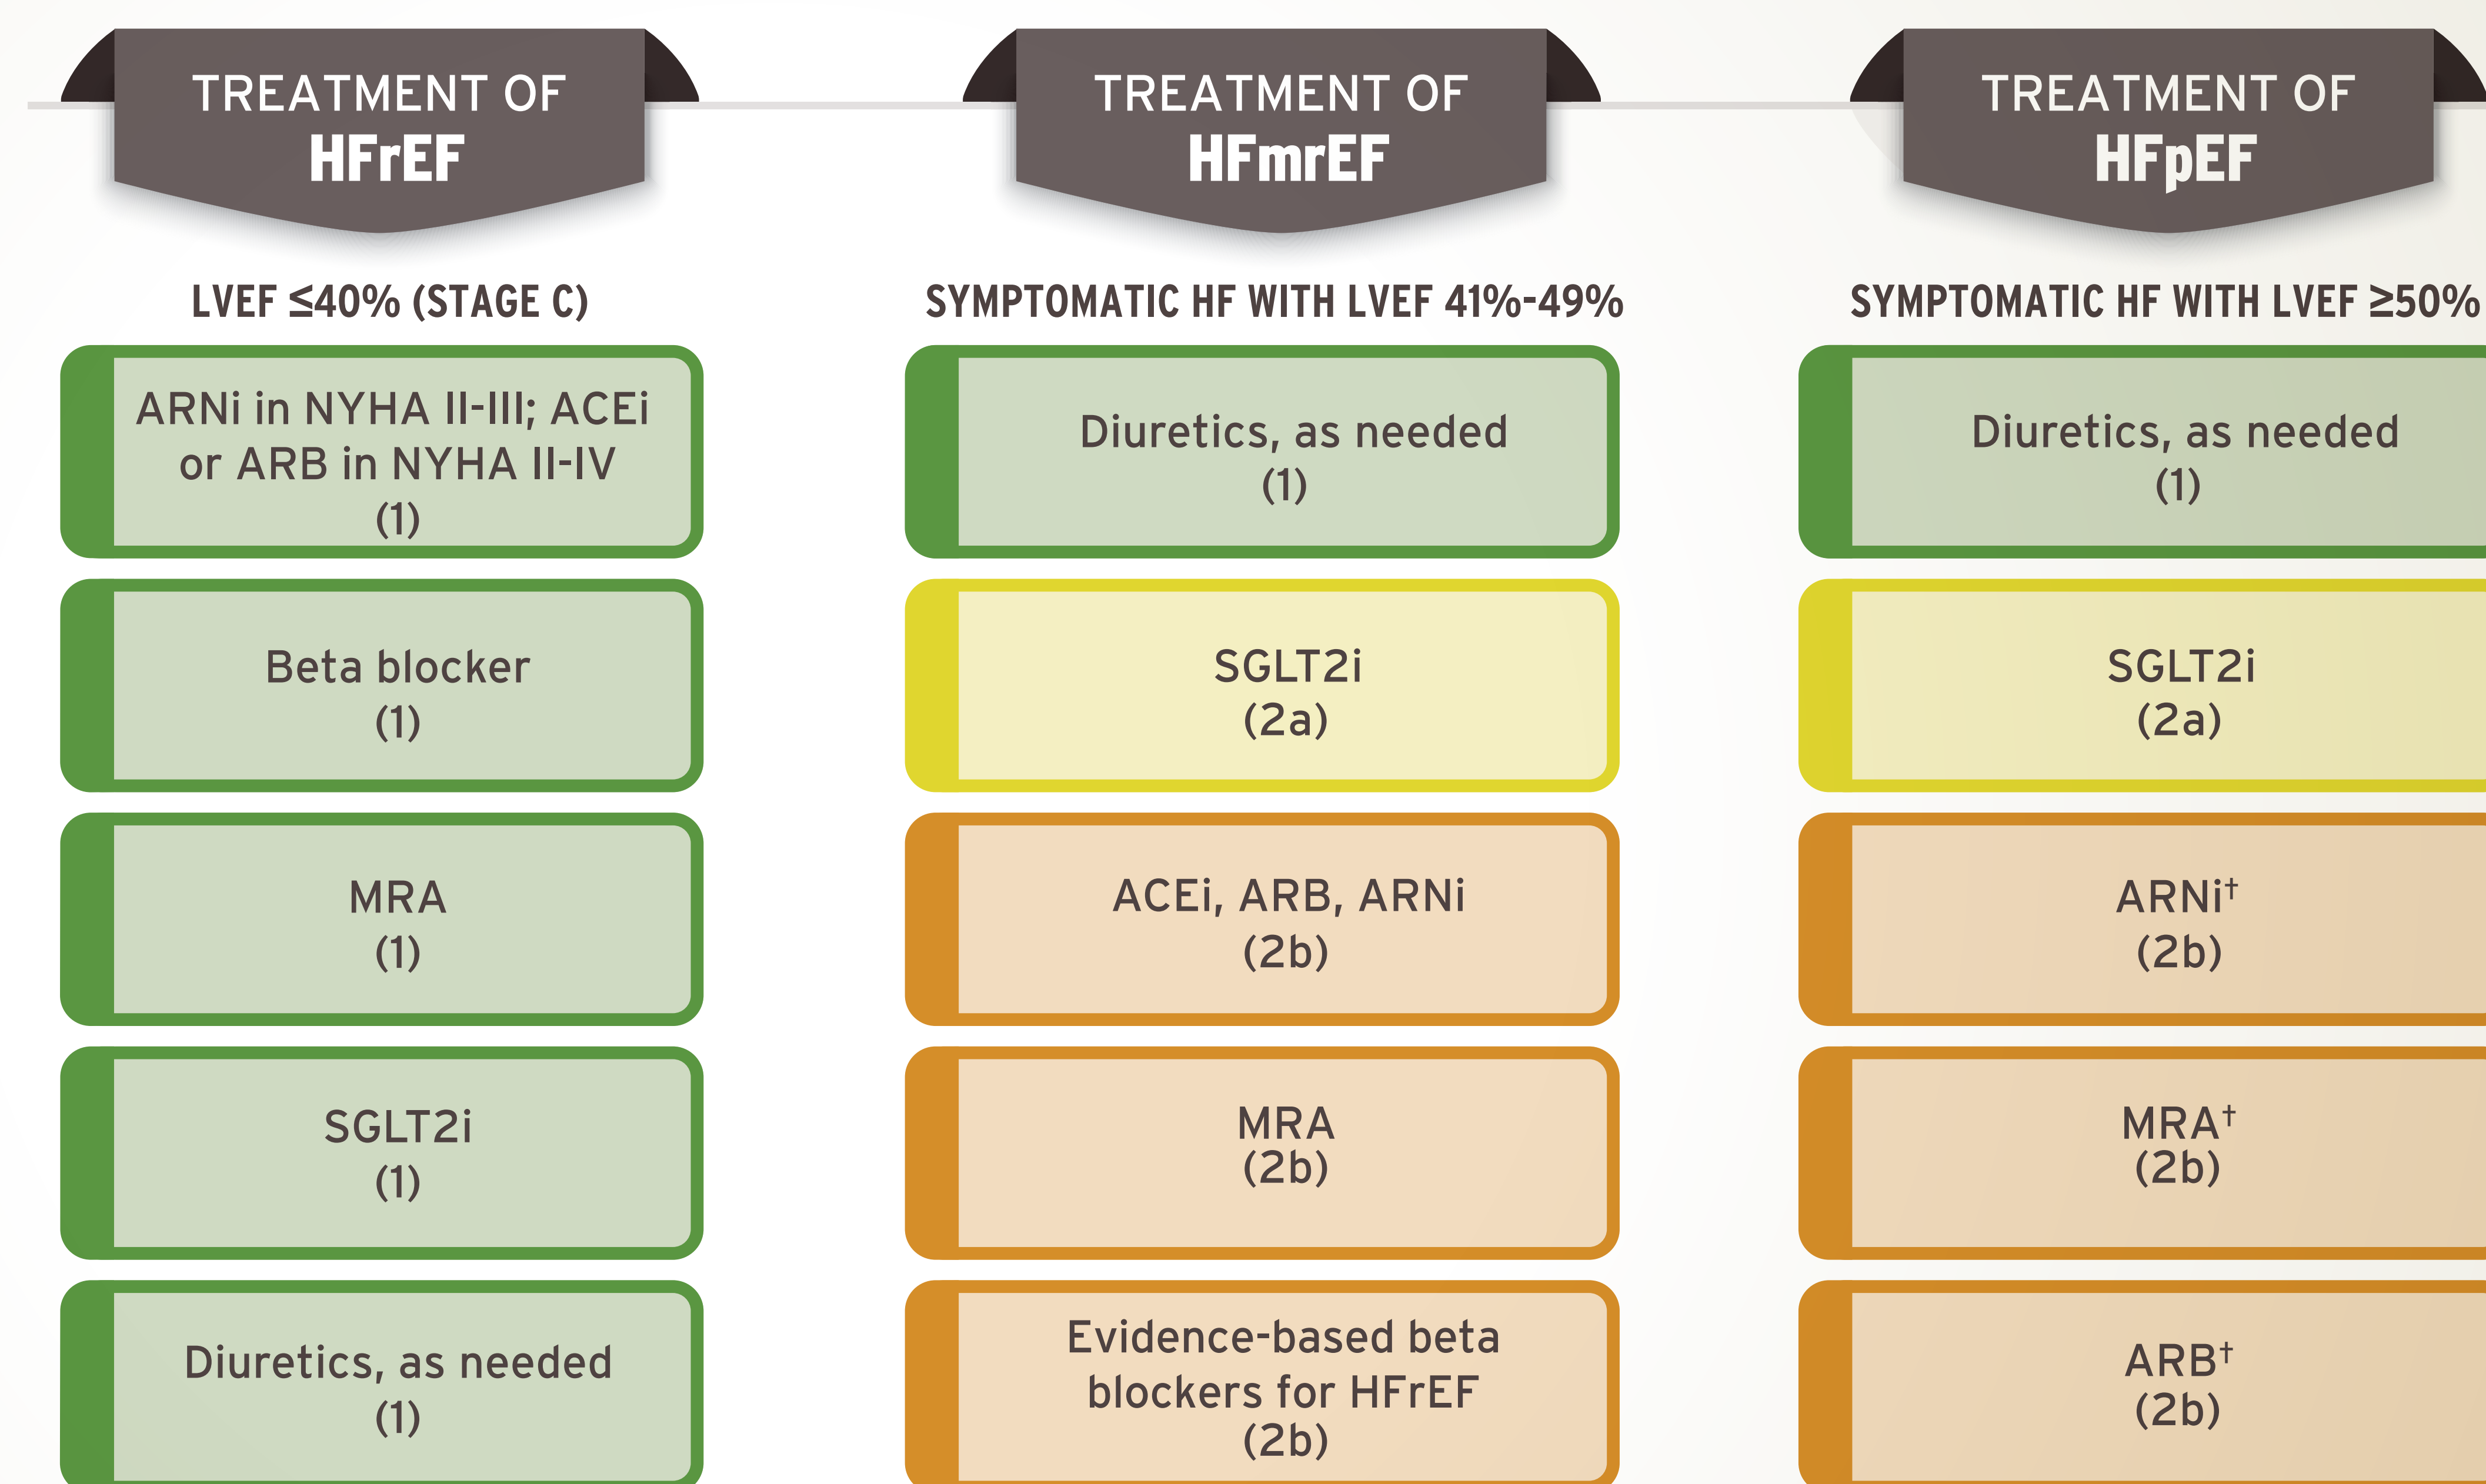 TREATMENT OF
HFrEF
LVEF ≤40% (STAGE C)
ARNi in NYHA II-III; ACEi
or ARB in NYHA II-IV
(1)
Beta blocker
(1)
MRA
(1)
SGLT2i
(1)
Diuretics, as needed
(1)
TREATMENT OF
HFmrEF
SYMPTOMATIC HF WITH LVEF 41%-49%
Diuretics, as needed
(1)
SGLT2i
(2a)
ACEi, ARB, ARNi
(2b)
MRA
(2b)
Evidence-based beta
blockers for HFrEF
(2b)
TREATMENT OF
HFpEF
SYMPTOMATIC HF WITH LVEF ≥50%
Diuretics, as needed
(1)
SGLT2i
(2a)
ARNi†
(2b)
MRA†
(2b)
ARB†
(2b)